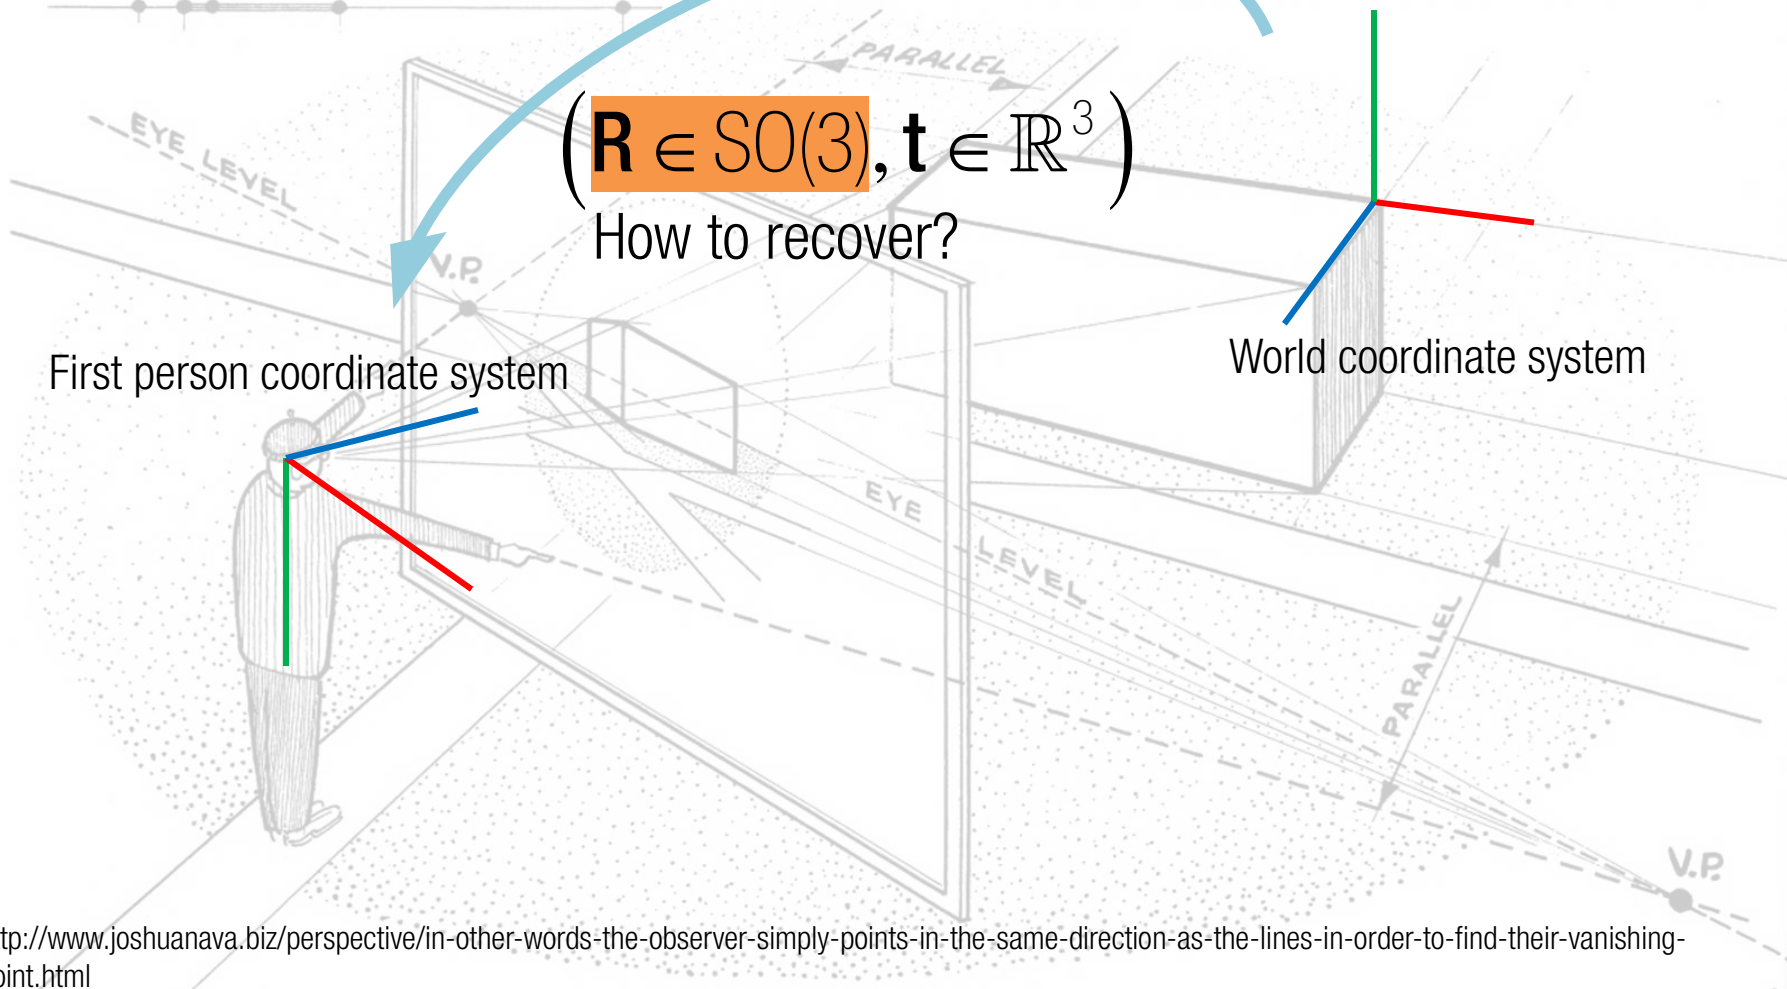 PARALLEL
(R ∈ SO(3), t ∈ ℝ³)
EYE LEVEL
How to recover?
V.P.
World coordinate system
First person coordinate system
EYE LEVEL
PARALLEL
V.P.
tp://www.joshuanava.biz/perspective/in-other-words-the-observer-simply-points-in-the-same-direction-as-the-lines-in-order-to-find-their-vanishing-
oint.html